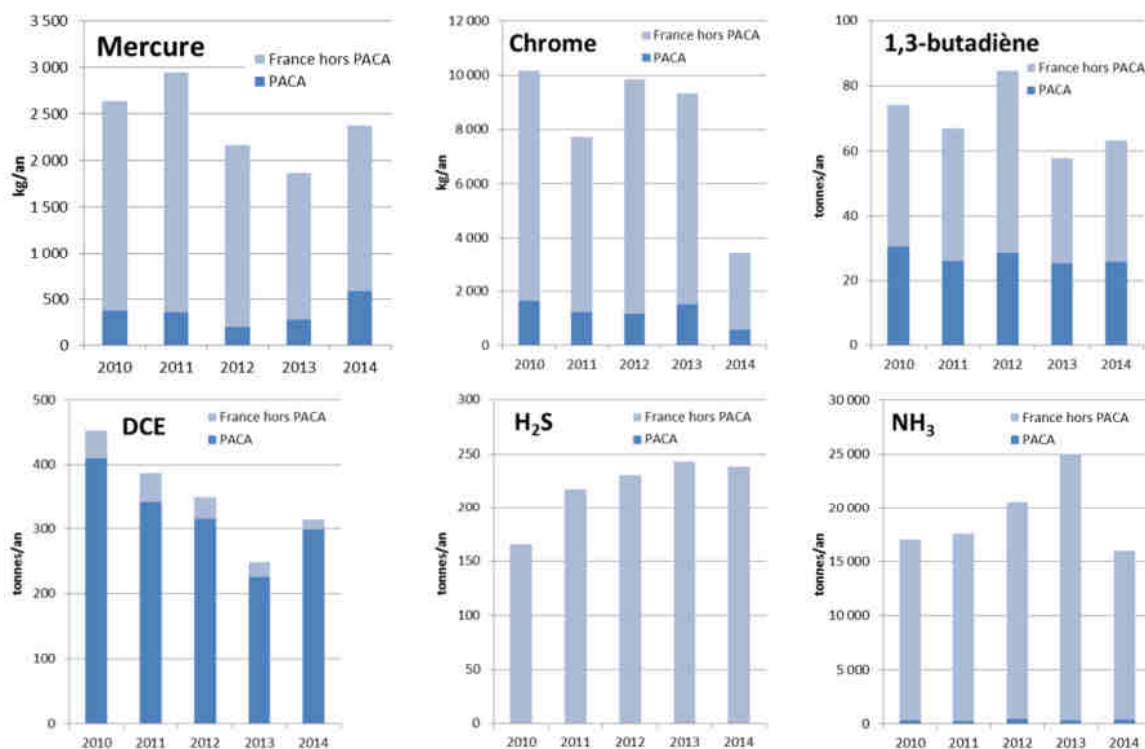 Mercure
France hors PACA
PACA
kg/an
3 500
3 000
2 500
2 000
1 500
1 000
500
0
2010 2011 2012 2013 2014
Chrome
France hors PACA
PACA
kg/an
12 000
10 000
8 000
6 000
4 000
2 000
0
2010 2011 2012 2013 2014
1,3-butadiène
France hors PACA
PACA
tonnes/an
100
80
60
40
20
0
2010 2011 2012 2013 2014
DCE
France hors PACA
PACA
tonnes/an
500
400
300
200
100
0
2010 2011 2012 2013 2014
H₂S
France hors PACA
PACA
tonnes/an
300
250
200
150
100
50
0
2010 2011 2012 2013 2014
NH₃
France hors PACA
PACA
tonnes/an
30 000
25 000
20 000
15 000
10 000
5 000
0
2010 2011 2012 2013 2014